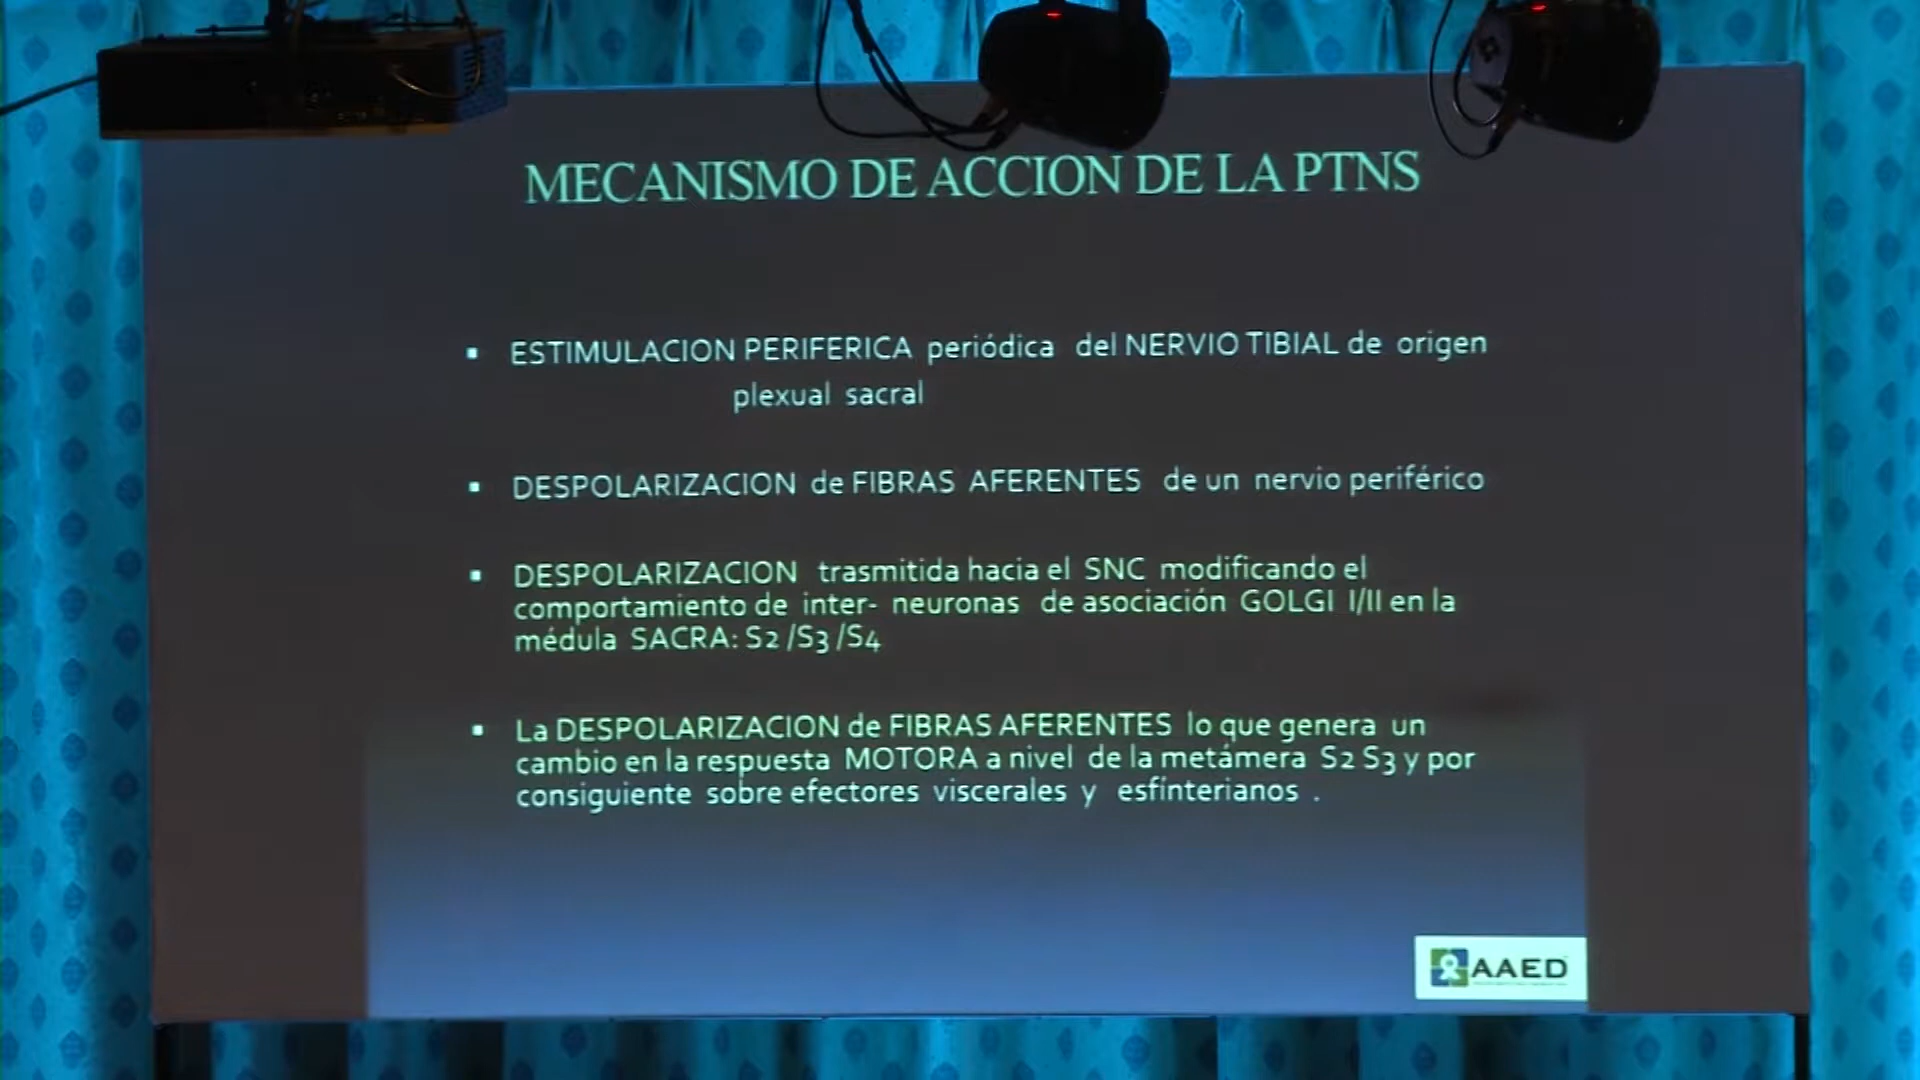 MECANISMO DE ACCION DE LA PTNS
▪ ESTIMULACION PERIFERICA periódica del NERVIO TIBIAL de origen
plexual sacral
▪ DESPOLARIZACION de FIBRAS AFERENTES de un nervio periférico
▪ DESPOLARIZACION trasmitida hacia el SNC modificando el
comportamiento de inter- neuronas de asociación GOLGI I/II en la
médula SACRA: S2 /S3 /S4
▪ La DESPOLARIZACION de FIBRAS AFERENTES lo que genera un
cambio en la respuesta MOTORA a nivel de la metámera S2 S3 y por
consiguiente sobre efectores viscerales y esfínterianos .
AAED